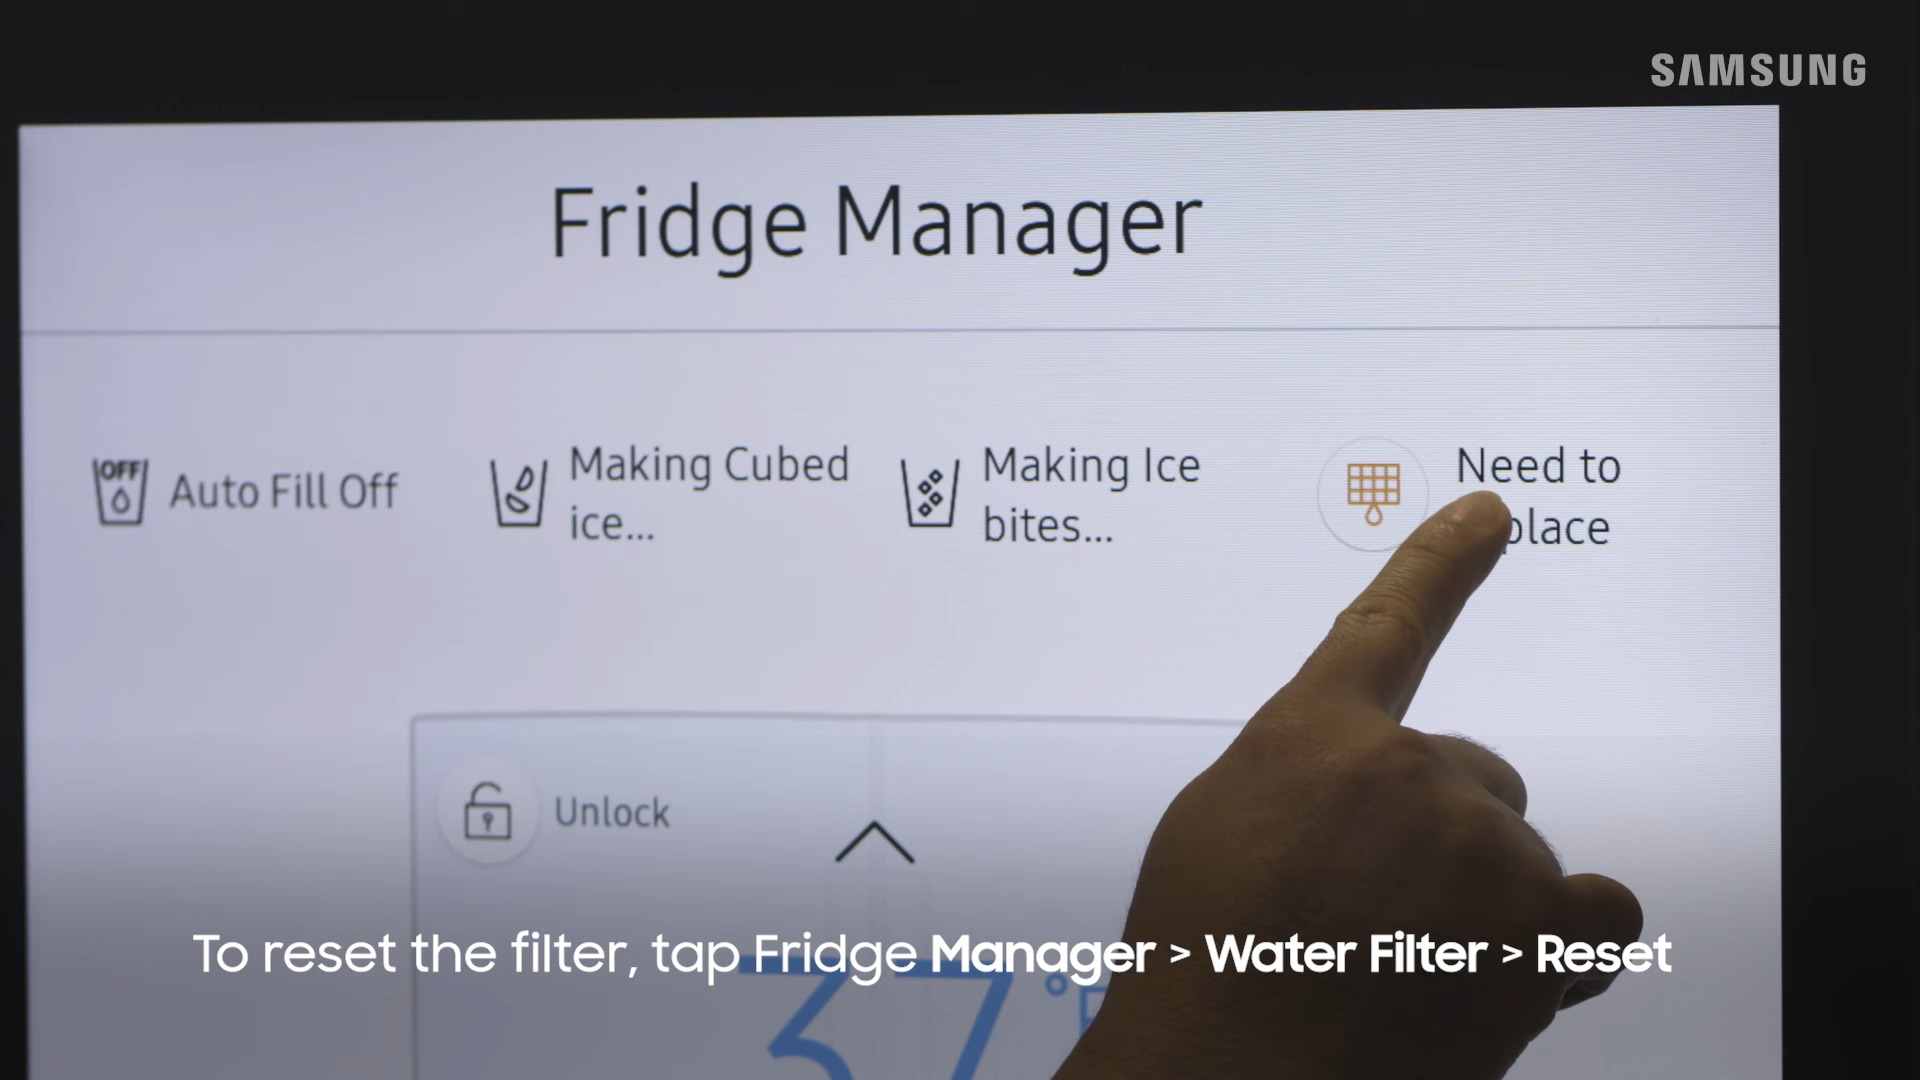 SAMSUNG
Fridge Manager
OFF
Auto Fill Off
Making Cubed
ice...
Making Ice
bites...
Need to
place
Unlock
To reset the filter, tap Fridge Manager > Water Filter > Reset
37°F